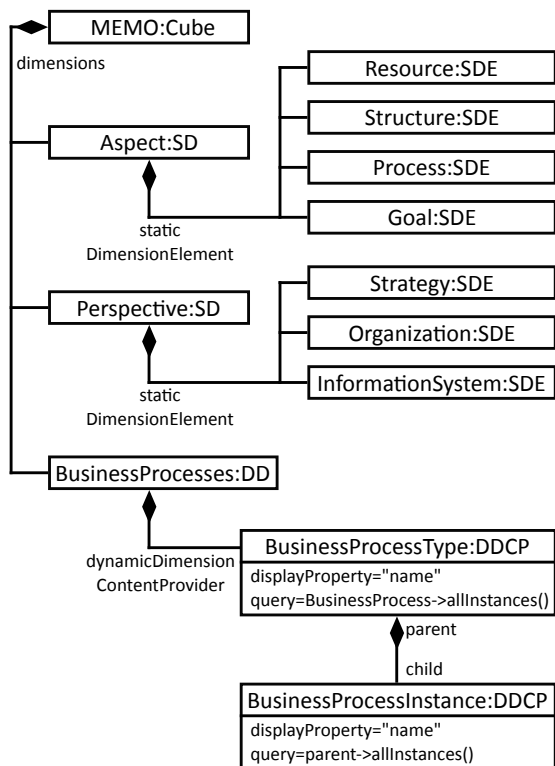 MEMO:Cube
dimensions
Resource:SDE
Structure:SDE
Aspect:SD
Process:SDE
Goal:SDE
static
DimensionElement
Strategy:SDE
Perspective:SD
Organization:SDE
InformationSystem:SDE
static
DimensionElement
BusinessProcesses:DD
dynamicDimension
ContentProvider
BusinessProcessType:DDCP
displayProperty="name"
query=BusinessProcess->allInstances()
parent
child
BusinessProcessInstance:DDCP
displayProperty="name"
query=parent->allInstances()